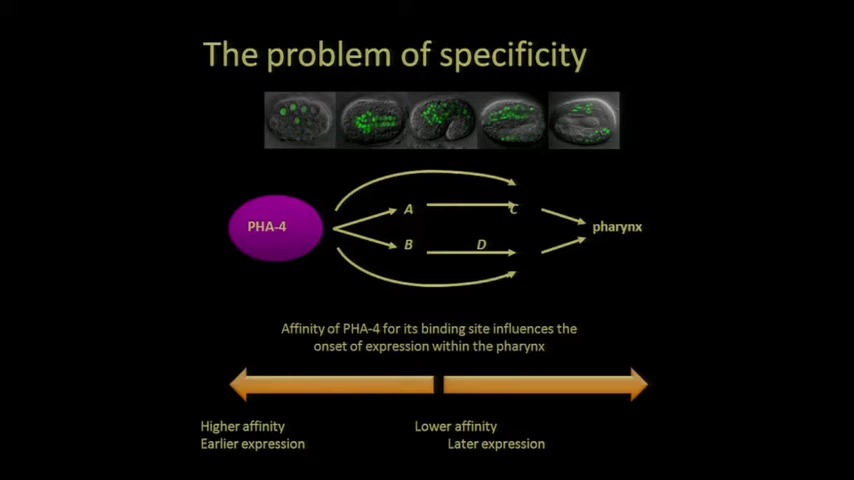 The problem of specificity
A
C
PHA-4
pharynx
B
D
Affinity of PHA-4 for its binding site influences the
onset of expression within the pharynx
Higher affinity
Earlier expression
Lower affinity
Later expression